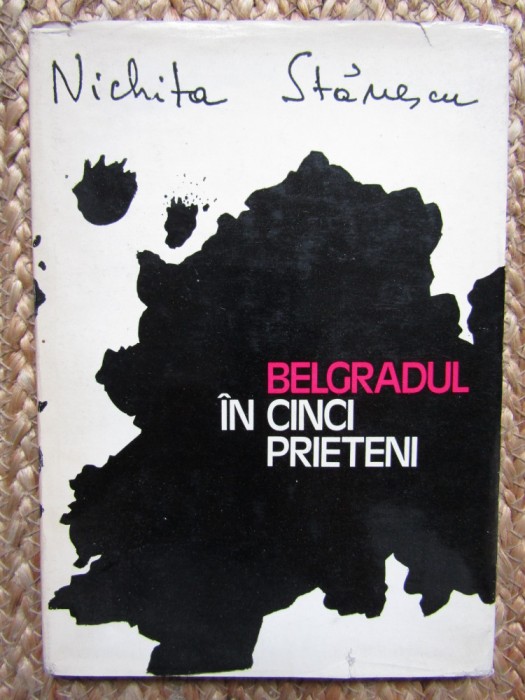 Nichita Stănescu
BELGRADUL
ÎN CINCI
PRIETENI